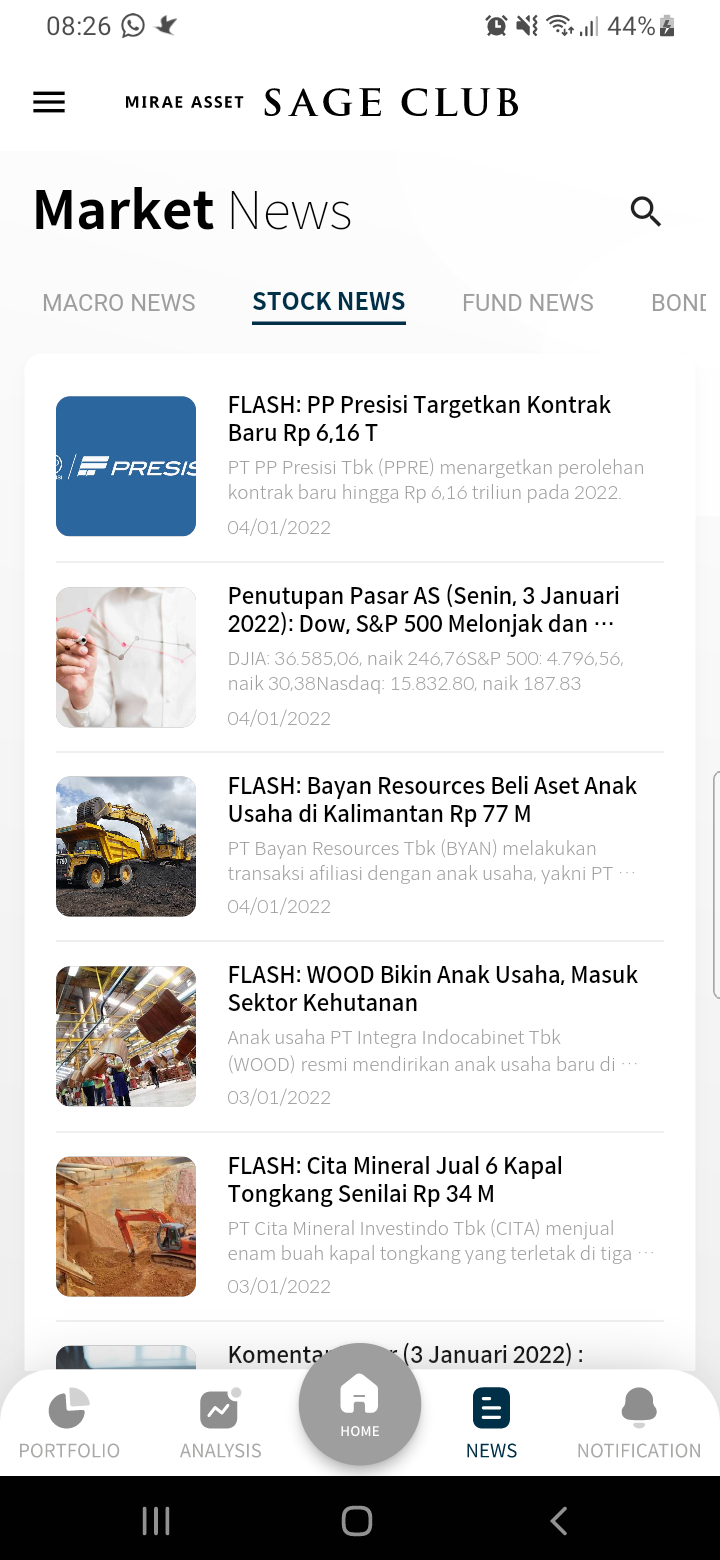 08:26
44%
MIRAE ASSET SAGE CLUB
Market News
MACRO NEWS STOCK NEWS FUND NEWS BOND
PRESIS
FLASH: PP Presisi Targetkan Kontrak
Baru Rp 6,16 T
PT PP Presisi Tbk (PPRE) menargetkan perolehan
kontrak baru hingga Rp 6,16 triliun pada 2022.
04/01/2022
Penutupan Pasar AS (Senin, 3 Januari
2022): Dow, S&P 500 Melonjak dan ···
DJIA: 36.585,06, naik 246,76S&P 500: 4.796,56,
naik 30,38Nasdaq: 15.832.80, naik 187.83
04/01/2022
FLASH: Bayan Resources Beli Aset Anak
Usaha di Kalimantan Rp 77 M
PT Bayan Resources Tbk (BYAN) melakukan
transaksi afiliasi dengan anak usaha, yakni PT ···
04/01/2022
FLASH: WOOD Bikin Anak Usaha, Masuk
Sektor Kehutanan
Anak usaha PT Integra Indocabinet Tbk
(WOOD) resmi mendirikan anak usaha baru di ···
03/01/2022
FLASH: Cita Mineral Jual 6 Kapal
Tongkang Senilai Rp 34 M
PT Cita Mineral Investindo Tbk (CITA) menjual
enam buah kapal tongkang yang terletak di tiga ···
03/01/2022
(3 Januari 2022) :
PORTFOLIO ANALYSIS HOME NEWS NOTIFICATION